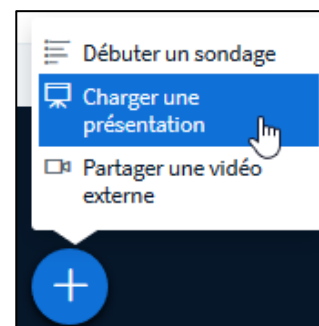 Débuter un sondage
Charger une
présentation
Partager une vidéo
externe